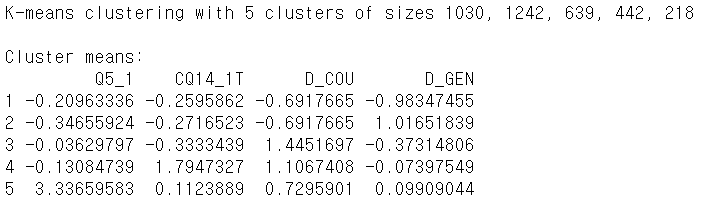 K-means clustering with 5 clusters of sizes 1030, 1242, 639, 442, 218
Cluster means:
Q5_1 CQ14_1T D_COU D_GEN
1 -0.20963336 -0.2595862 -0.6917665 -0.98347455
2 -0.34655924 -0.2716523 -0.6917665 1.01651839
3 -0.03629797 -0.3333439 1.4451697 -0.37314806
4 -0.13084739 1.7947327 1.1067408 -0.07397549
5 3.33659583 0.1123889 0.7295901 0.09909044